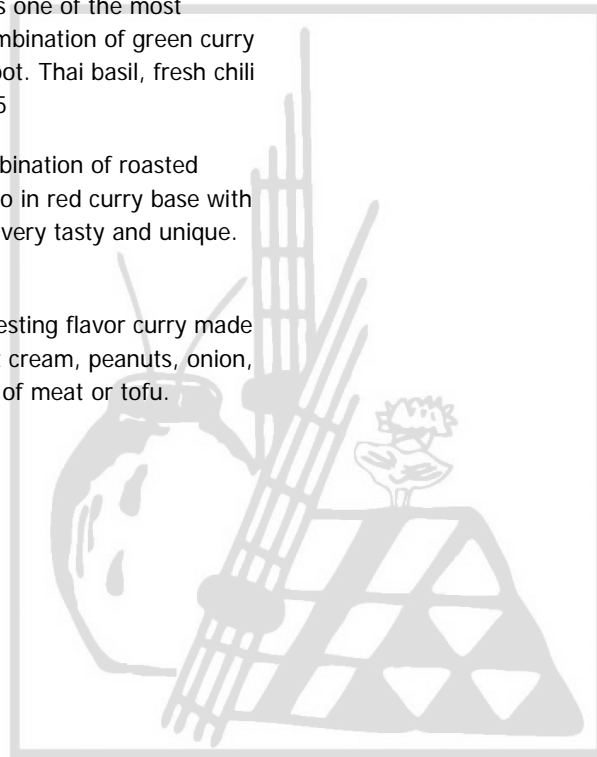 s one of the most
mbination of green curry
oot. Thai basil, fresh chili
5
bination of roasted
o in red curry base with
very tasty and unique.
esting flavor curry made
t cream, peanuts, onion,
of meat or tofu.